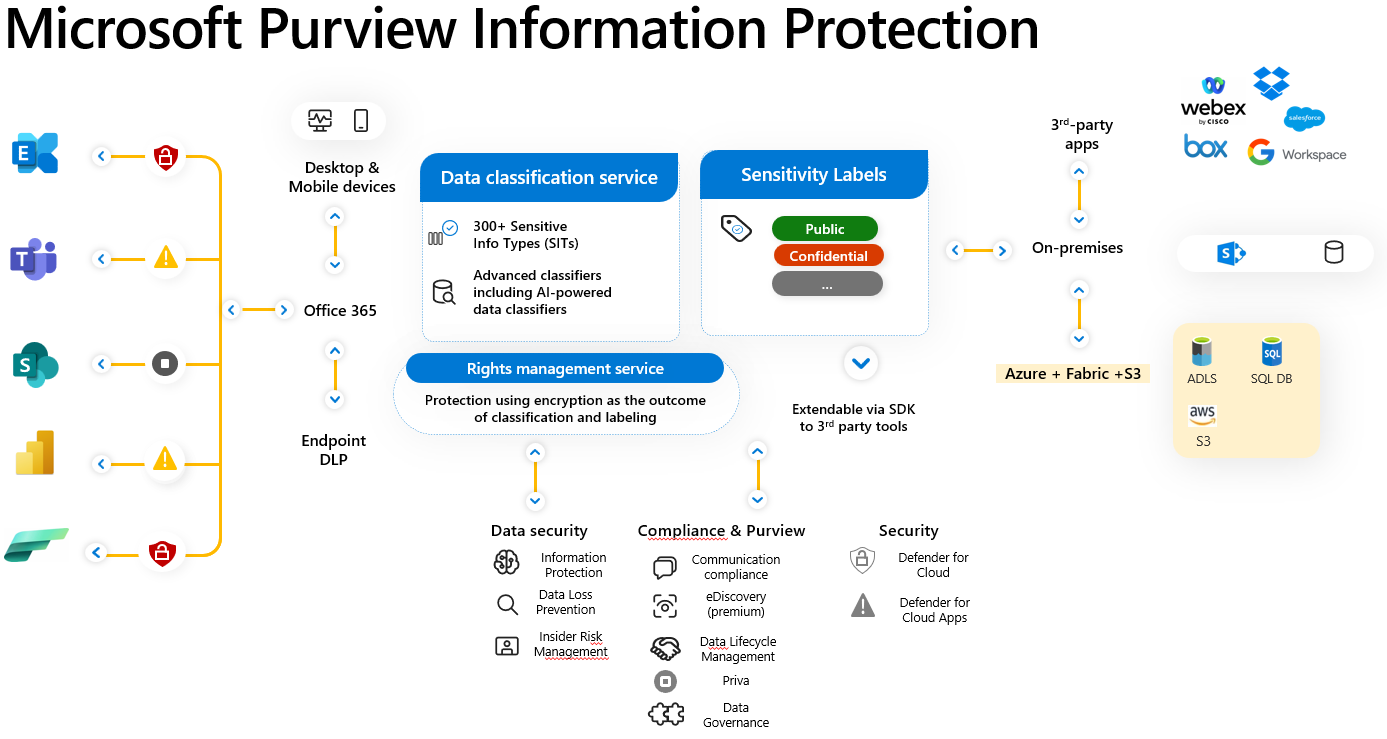 Microsoft Purview Information Protection
E
T
S
Desktop &
Mobile devices
Office 365
Endpoint
DLP
Data classification service
300+ Sensitive
Info Types (SITs)
Advanced classifiers
including AI-powered
data classifiers
Rights management service
Protection using encryption as the outcome
of classification and labeling
Sensitivity Labels
Public
Confidential
...
Extendable via SDK
to 3rd party tools
3rd-party
apps
On-premises
Azure + Fabric +S3
webex
by CISCO
salesforce
box
G Workspace
S
ADLS
SQL
SQL DB
aws
S3
Data security
Information
Protection
Data Loss
Prevention
Insider Risk
Management
Compliance & Purview
Communication
compliance
eDiscovery
(premium)
Data Lifecycle
Management
Priva
Data
Governance
Security
Defender for
Cloud
Defender for
Cloud Apps